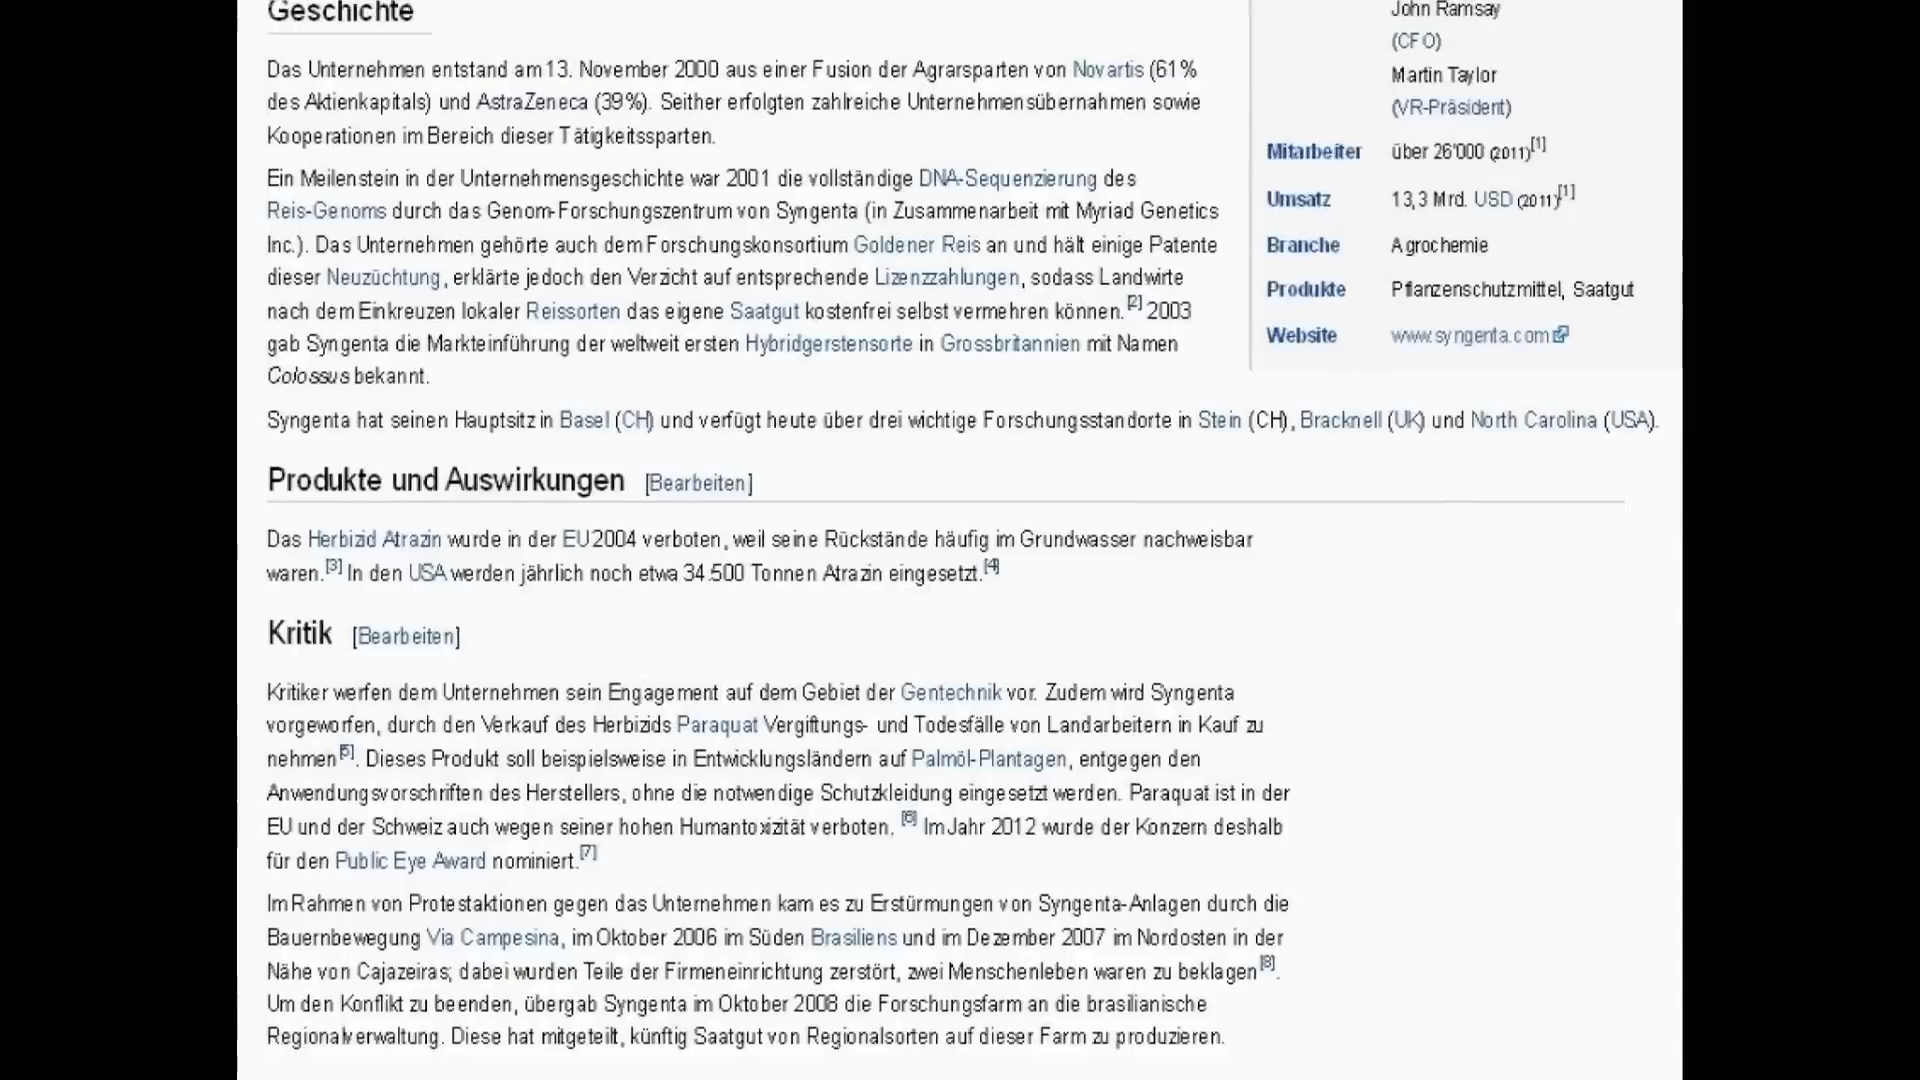 Geschichte
Das Unternehmen entstand am 13. November 2000 aus einer Fusion der Agrarsparten von Novartis (61%
des Aktienkapitals) und AstraZeneca (39%). Seither erfolgten zahlreiche Unternehmensübernahmen sowie
Kooperationen im Bereich dieser Tätigkeitssparten.
Ein Meilenstein in der Unternehmensgeschichte war 2001 die vollständige DNA-Sequenzierung des
Reis-Genoms durch das Genom-Forschungszentrum von Syngenta (in Zusammenarbeit mit Myriad Genetics
Inc.). Das Unternehmen gehörte auch dem Forschungskonsortium Goldener Reis an und hält einige Patente
dieser Neuzüchtung, erklärte jedoch den Verzicht auf entsprechende Lizenzzahlungen, sodass Landwirte
nach dem Einkreuzen lokaler Reissorten das eigene Saatgut kostenfrei selbst vermehren können.[2] 2003
gab Syngenta die Markteinführung der weltweit ersten Hybridgerstensorte in Grossbritannien mit Namen
Colossus bekannt.
John Ramsay
(CFO)
Martin Taylor
(VR-Präsident)
Mitarbeiter über 26'000 (2011)[1]
Umsatz 13,3 Mrd. USD (2011)[1]
Branche Agrochemie
Produkte Pflanzenschutzmittel, Saatgut
Website www.syngenta.com
Syngenta hat seinen Hauptsitz in Basel (CH) und verfügt heute über drei wichtige Forschungsstandorte in Stein (CH), Bracknell (UK) und North Carolina (USA).
Produkte und Auswirkungen [Bearbeiten]
Das Herbizid Atrazin wurde in der EU 2004 verboten, weil seine Rückstände häufig im Grundwasser nachweisbar
waren.[3] In den USA werden jährlich noch etwa 34.500 Tonnen Atrazin eingesetzt.[4]
Kritik [Bearbeiten]
Kritiker werfen dem Unternehmen sein Engagement auf dem Gebiet der Gentechnik vor. Zudem wird Syngenta
vorgeworfen, durch den Verkauf des Herbizids Paraquat Vergiftungs- und Todesfälle von Landarbeitern in Kauf zu
nehmen[5]. Dieses Produkt soll beispielsweise in Entwicklungsländern auf Palmöl-Plantagen, entgegen den
Anwendungsvorschriften des Herstellers, ohne die notwendige Schutzkleidung eingesetzt werden. Paraquat ist in der
EU und der Schweiz auch wegen seiner hohen Humantoxizität verboten. [6] Im Jahr 2012 wurde der Konzern deshalb
für den Public Eye Award nominiert.[7]
Im Rahmen von Protestaktionen gegen das Unternehmen kam es zu Erstürmungen von Syngenta-Anlagen durch die
Bauernbewegung Via Campesina, im Oktober 2006 im Süden Brasiliens und im Dezember 2007 im Nordosten in der
Nähe von Cajazeiras; dabei wurden Teile der Firmeneinrichtung zerstört, zwei Menschenleben waren zu beklagen[8].
Um den Konflikt zu beenden, übergab Syngenta im Oktober 2008 die Forschungsfarm an die brasilianische
Regionalverwaltung. Diese hat mitgeteilt, künftig Saatgut von Regionalsorten auf dieser Farm zu produzieren.